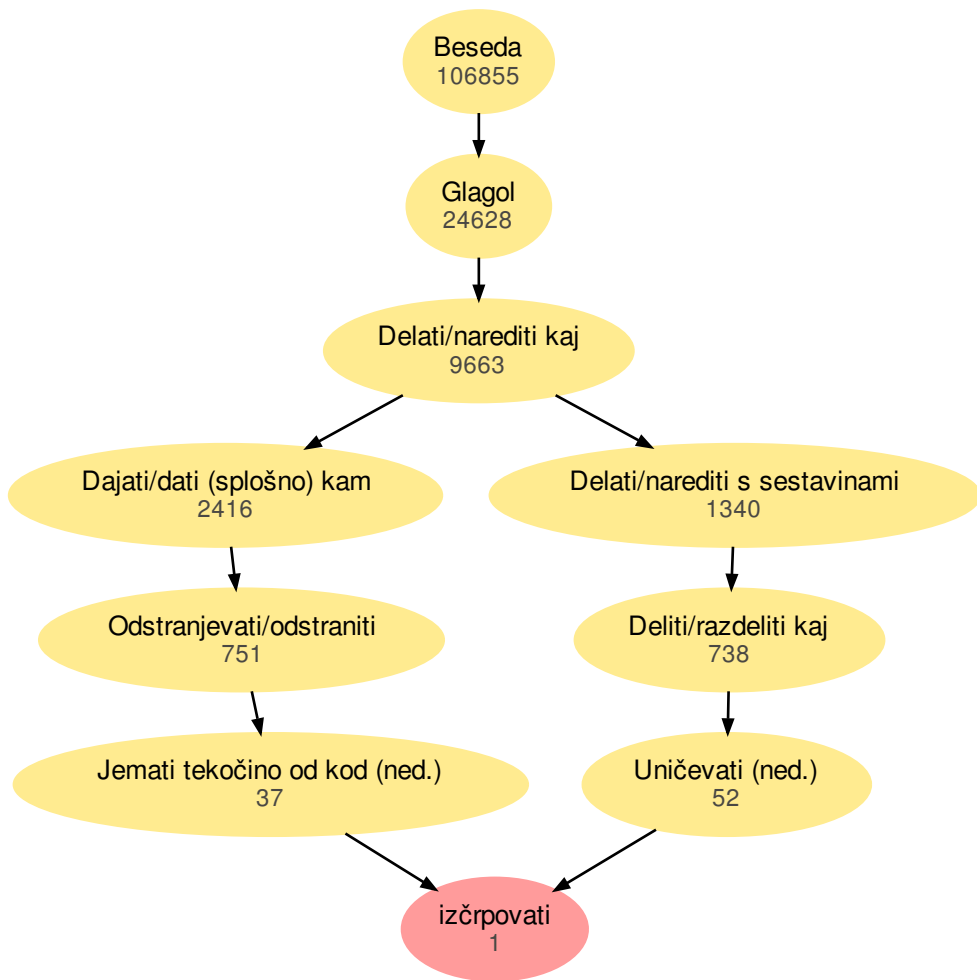 Beseda
106855
Glagol
24628
Delati/narediti kaj
9663
Dajati/dati (splošno) kam
2416
Delati/narediti s sestavinami
1340
Odstranjevati/odstraniti
751
Deliti/razdeliti kaj
738
Jemati tekočino od kod (ned.)
37
Uničevati (ned.)
52
izčrpovati
1